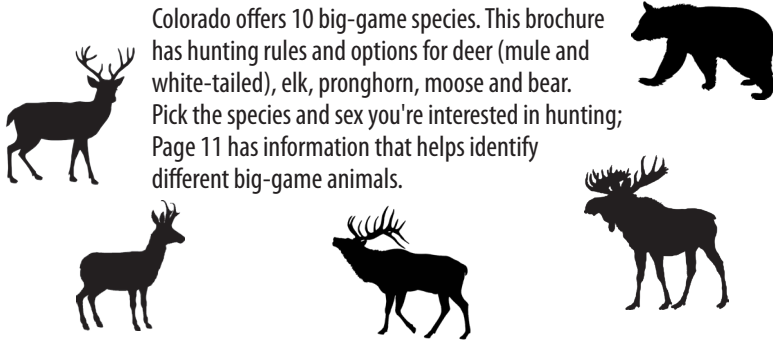 Colorado offers 10 big-game species. This brochure
has hunting rules and options for deer (mule and
white-tailed), elk, pronghorn, moose and bear.
Pick the species and sex you're interested in hunting;
Page 11 has information that helps identify
different big-game animals.